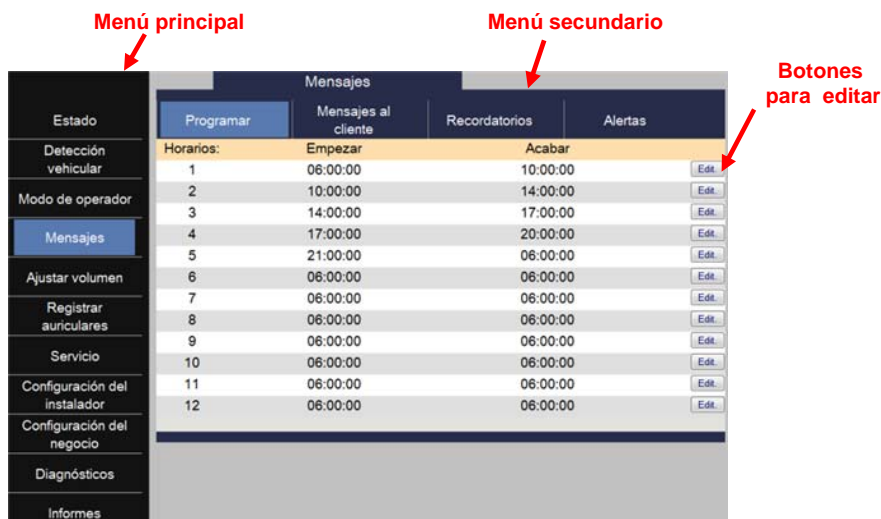 Menú principal
Menú secundario
Botones
para editar
Mensajes
Estado
Detección
vehicular
Modo de operador
Mensajes
Ajustar volumen
Registrar
auriculares
Servicio
Configuración del
instalador
Configuración del
negocio
Diagnósticos
Informes
Programar
Mensajes al
cliente
Recordatorios
Alertas
Horarios: Empezar Acabar
1 06:00:00 10:00:00 Edit.
2 10:00:00 14:00:00 Edit.
3 14:00:00 17:00:00 Edit.
4 17:00:00 20:00:00 Edit.
5 21:00:00 06:00:00 Edit.
6 06:00:00 06:00:00 Edit.
7 06:00:00 06:00:00 Edit.
8 06:00:00 06:00:00 Edit.
9 06:00:00 06:00:00 Edit.
10 06:00:00 06:00:00 Edit.
11 06:00:00 06:00:00 Edit.
12 06:00:00 06:00:00 Edit.